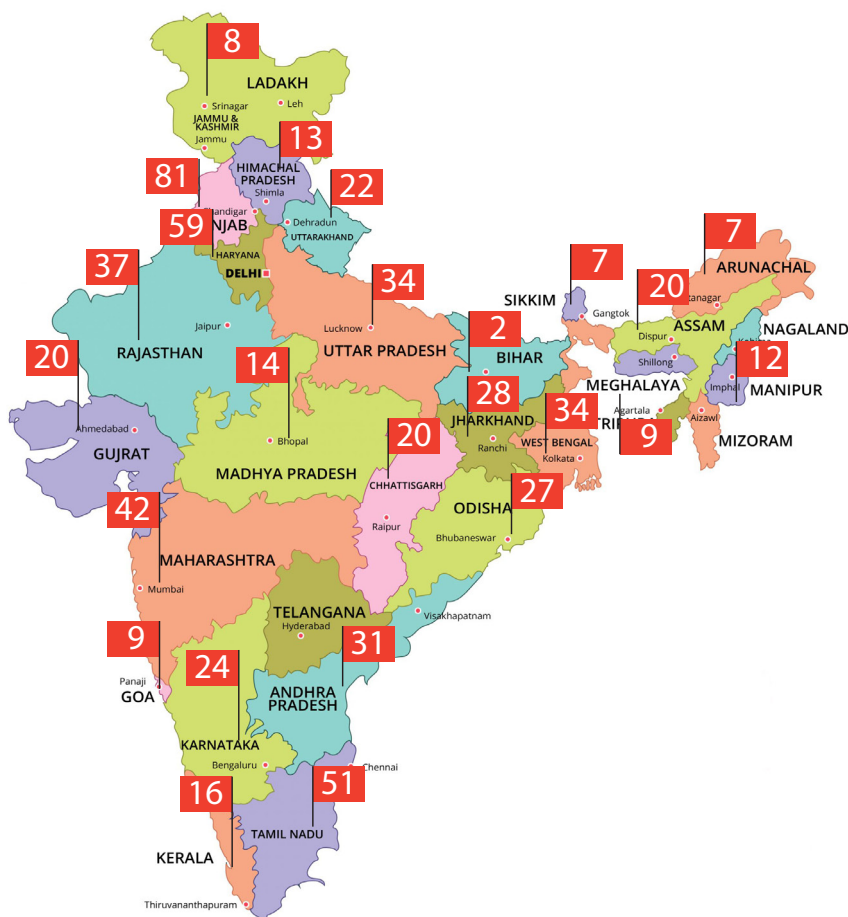 8
LADAKH
Leh
Srinagar
JAMMU &
KASHMIR
Jammu
13
HIMACHAL
PRADESH
Shimla
81
22
NJAB
Dehradun
UTTARAKHAND
59
HARYANA
DELHI
37
34
Lucknow
UTTAR PRADESH
Jaipur
RAJASTHAN
7
SIKKIM
Gangtok
7
ARUNACHAL
20
ASSAM
Dispur
NAGALAND
Shillong
12
MEGHALAYA
Imphal
MANIPUR
2
BIHAR
20
Ahmedabad
GUJRAT
14
Bhopal
MADHYA PRADESH
28
JHARKHAND
Ranchi
34
WEST BENGAL
Kolkata
Agartala
9
Aizawl
MIZORAM
20
CHHATTISGARH
Raipur
27
ODISHA
Bhubaneswar
42
MAHARASHTRA
Mumbai
TELANGANA
Hyderabad
Visakhapatnam
9
Panaji
GOA
31
ANDHRA
PRADESH
24
KARNATAKA
Bengaluru
Chennai
16
51
TAMIL NADU
KERALA
Thiruvananthapuram